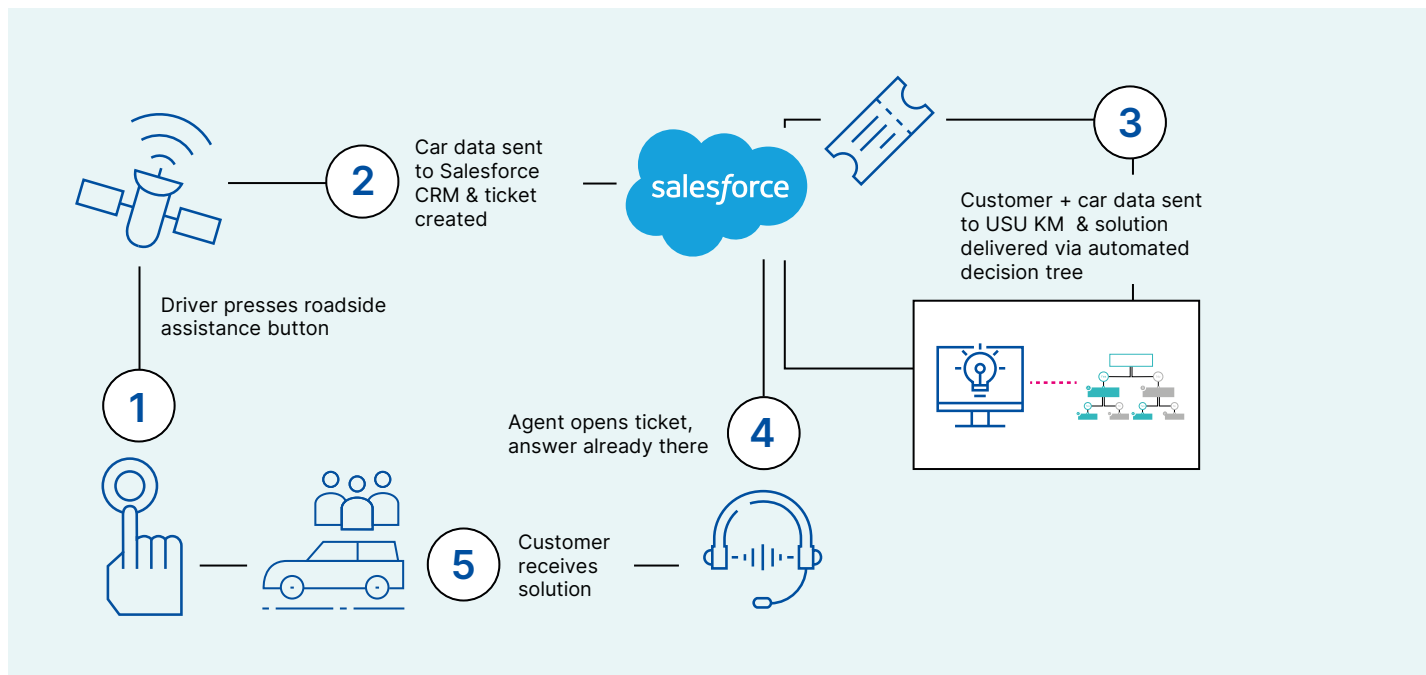 1
Driver presses roadside
assistance button
2
Car data sent
to Salesforce
CRM & ticket
created
salesforce
3
Customer + car data sent
to USU KM & solution
delivered via automated
decision tree
4
Agent opens ticket,
answer already there
5
Customer
receives
solution